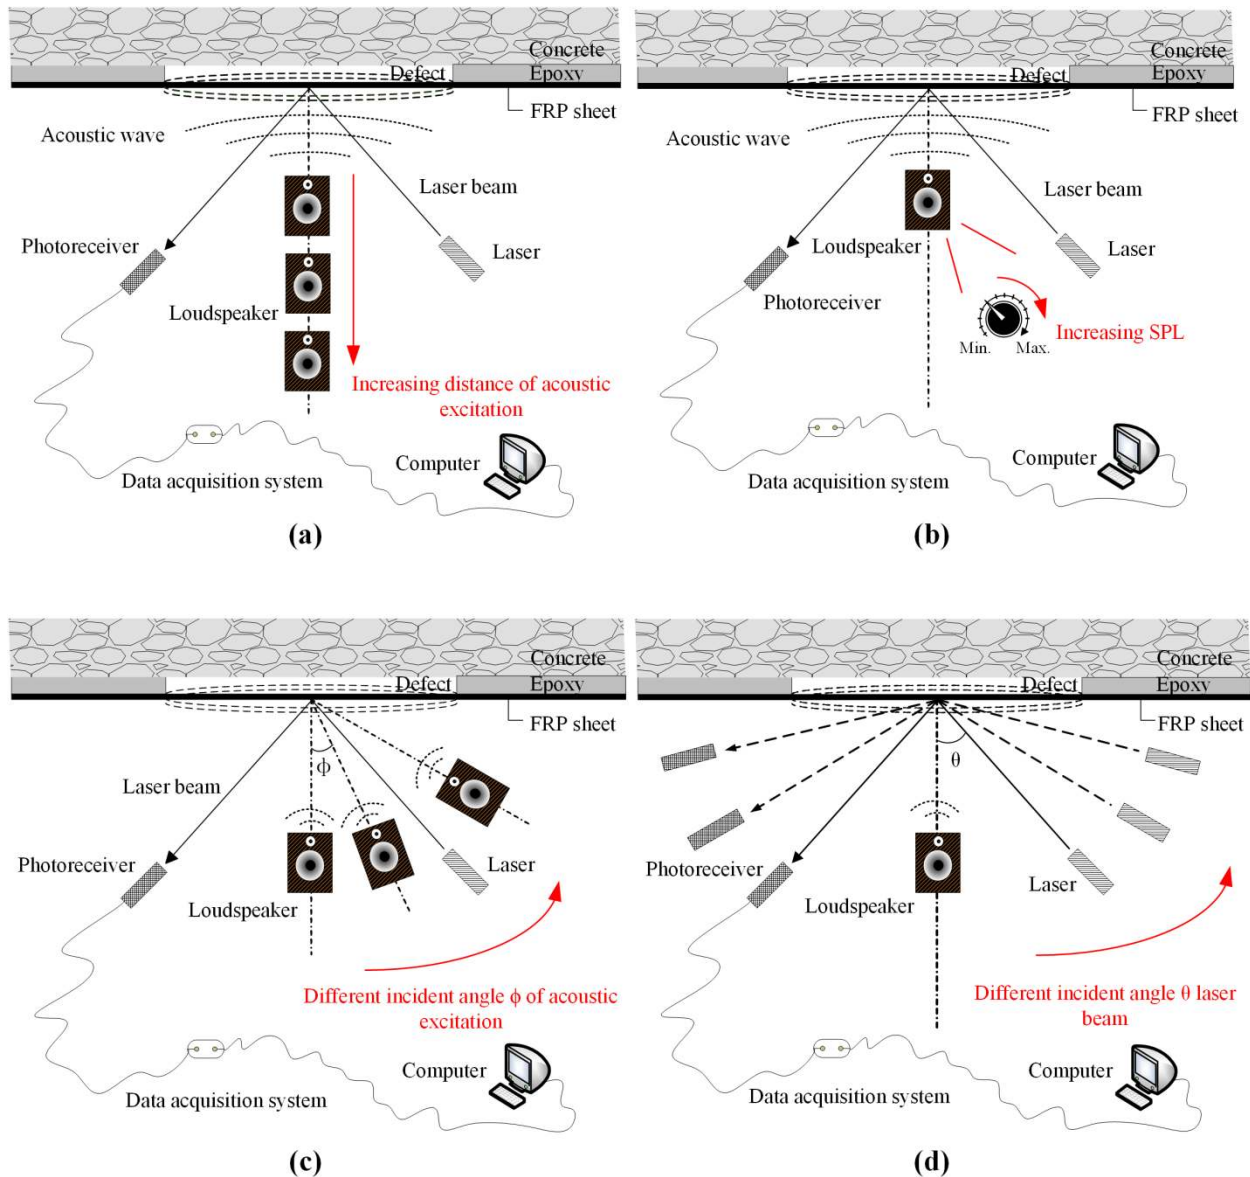 Concrete
Defect
Epoxy
FRP sheet
Acoustic wave
Laser beam
Photoreceiver
Laser
Loudspeaker
Increasing distance of acoustic
excitation
Computer
Data acquisition system
(a)
Concrete
Defect
Epoxy
FRP sheet
Acoustic wave
Laser beam
Loudspeaker
Laser
Photoreceiver
Min.
Max.
Increasing SPL
Computer
Data acquisition system
(b)
Concrete
Defect
Epoxy
FRP sheet
ϕ
Laser beam
Photoreceiver
Laser
Loudspeaker
Different incident angle ϕ of acoustic
excitation
Computer
Data acquisition system
(c)
Concrete
Defect
Epoxy
FRP sheet
θ
Photoreceiver
Laser
Loudspeaker
Different incident angle θ laser
beam
Computer
Data acquisition system
(d)